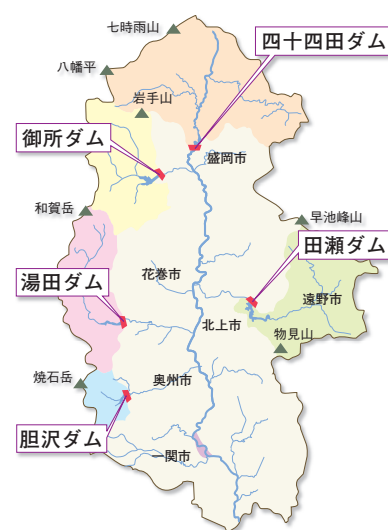 七時雨山
四十四田ダム
八幡平
岩手山
御所ダム
盛岡市
和賀岳
早池峰山
田瀬ダム
花巻市
湯田ダム
遠野市
北上市
物見山
焼石岳
奥州市
胆沢ダム
一関市